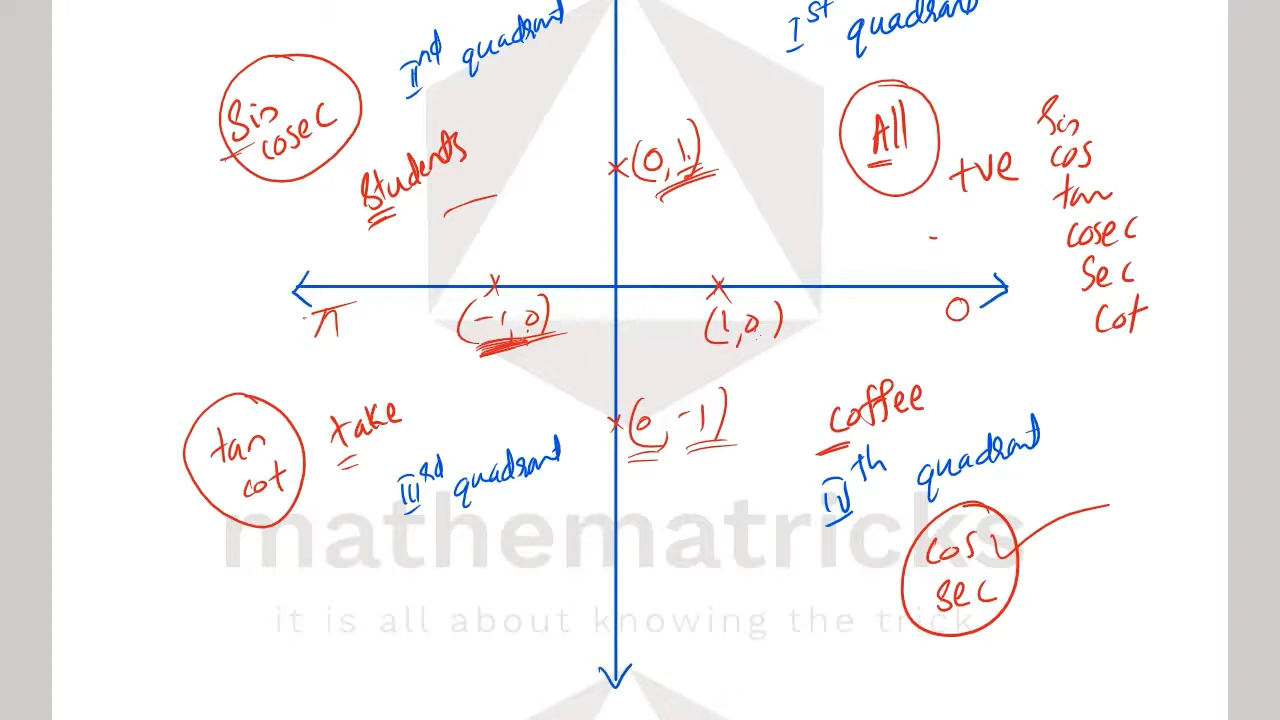 IInd quadrant
Ist quadrant
Sin
cosec
Students
(0, 1)
All
+ve
Sin
cos
tan
cosec
Sec
Cot
π
(-1, 0)
(1, 0)
0
tan
cot
take
IIIrd quadrant
(0, -1)
Coffee
IVth quadrant
cos
sec
mathematricks
it is all about knowing the trick